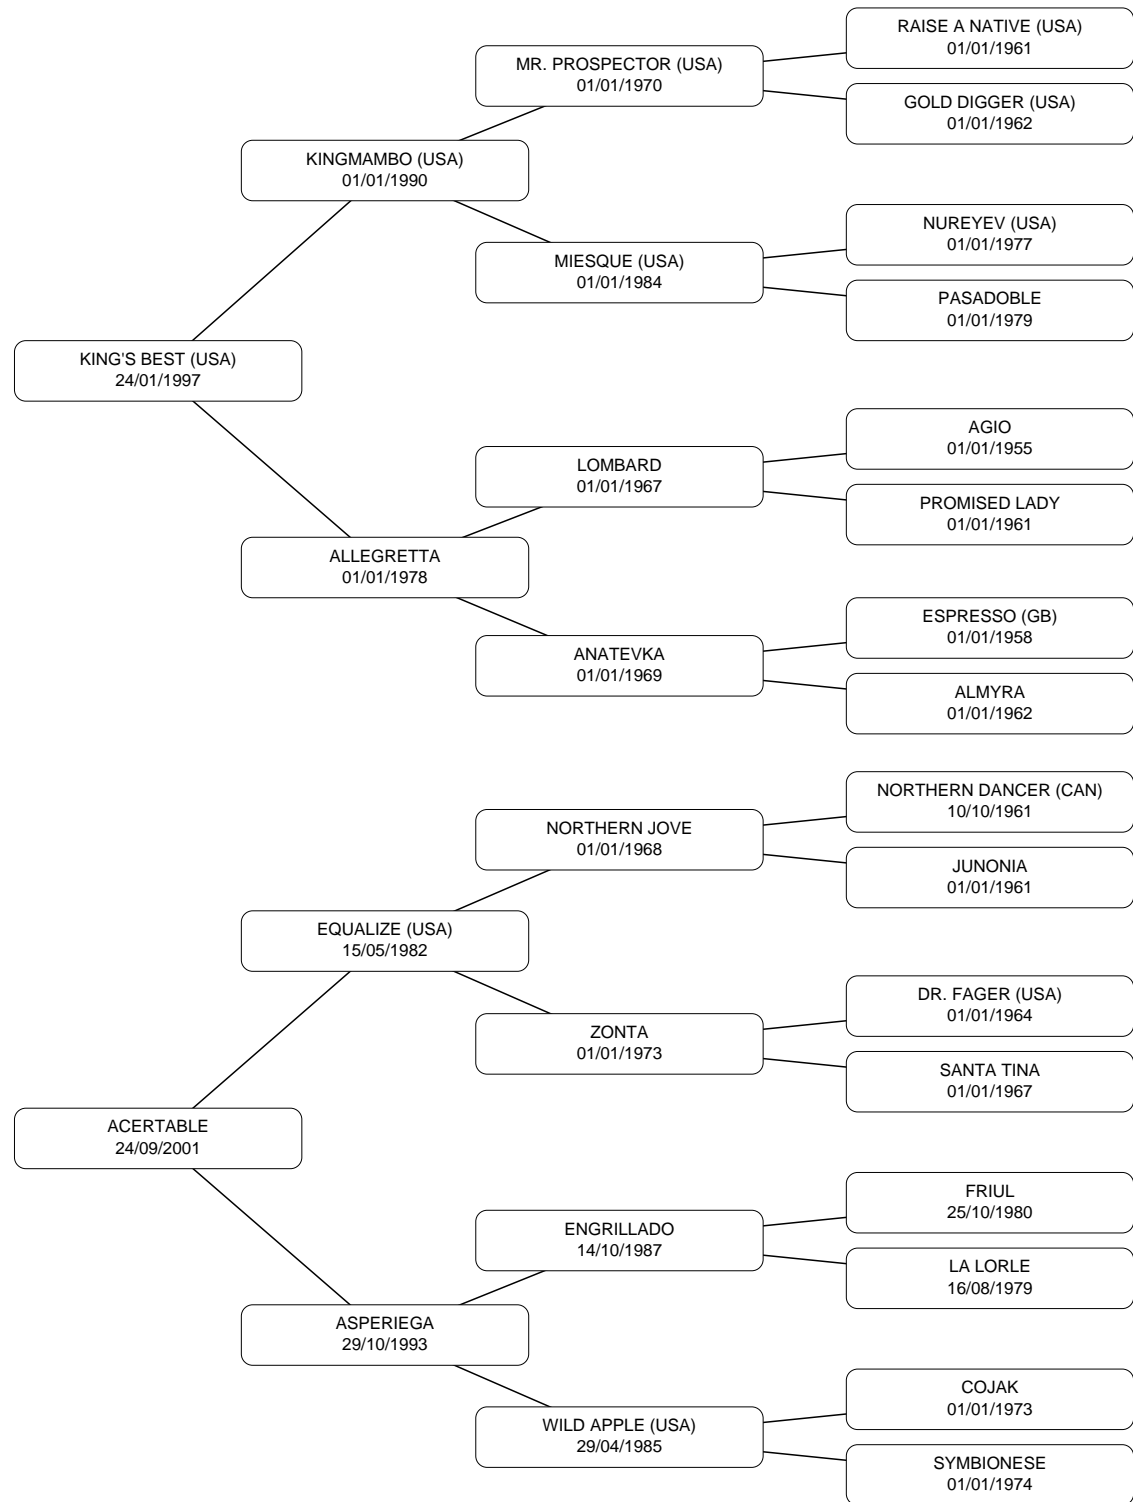 RAISE A NATIVE (USA)
01/01/1961
MR. PROSPECTOR (USA)
01/01/1970
GOLD DIGGER (USA)
01/01/1962
KINGMAMBO (USA)
01/01/1990
NUREYEV (USA)
01/01/1977
MIESQUE (USA)
01/01/1984
PASADOBLE
01/01/1979
KING'S BEST (USA)
24/01/1997
AGIO
01/01/1955
LOMBARD
01/01/1967
PROMISED LADY
01/01/1961
ALLEGRETTA
01/01/1978
ESPRESSO (GB)
01/01/1958
ANATEVKA
01/01/1969
ALMYRA
01/01/1962
NORTHERN DANCER (CAN)
10/10/1961
NORTHERN JOVE
01/01/1968
JUNONIA
01/01/1961
EQUALIZE (USA)
15/05/1982
DR. FAGER (USA)
01/01/1964
ZONTA
01/01/1973
SANTA TINA
01/01/1967
ACERTABLE
24/09/2001
FRIUL
25/10/1980
ENGRILLADO
14/10/1987
LA LORLE
16/08/1979
ASPERIEGA
29/10/1993
COJAK
01/01/1973
WILD APPLE (USA)
29/04/1985
SYMBIONESE
01/01/1974